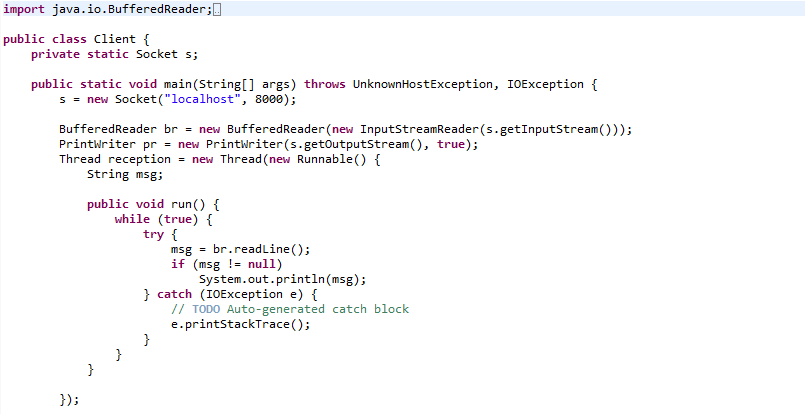 import java.io.BufferedReader;
public class Client {
    private static Socket s;
    public static void main(String[] args) throws UnknownHostException, IOException {
        s = new Socket("localhost", 8000);
        BufferedReader br = new BufferedReader(new InputStreamReader(s.getInputStream()));
        PrintWriter pr = new PrintWriter(s.getOutputStream(), true);
        Thread reception = new Thread(new Runnable() {
            String msg;
            public void run() {
                while (true) {
                    try {
                        msg = br.readLine();
                        if (msg != null)
                            System.out.println(msg);
                    } catch (IOException e) {
                        // TODO Auto-generated catch block
                        e.printStackTrace();
                    }
                }
            }
        });